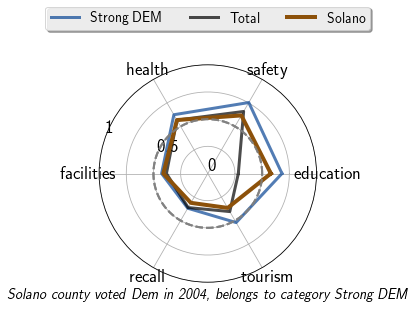 Strong DEM Total Solano
health safety
1
0.5
0
facilities education
recall tourism
Solano county voted Dem in 2004, belongs to category Strong DEM